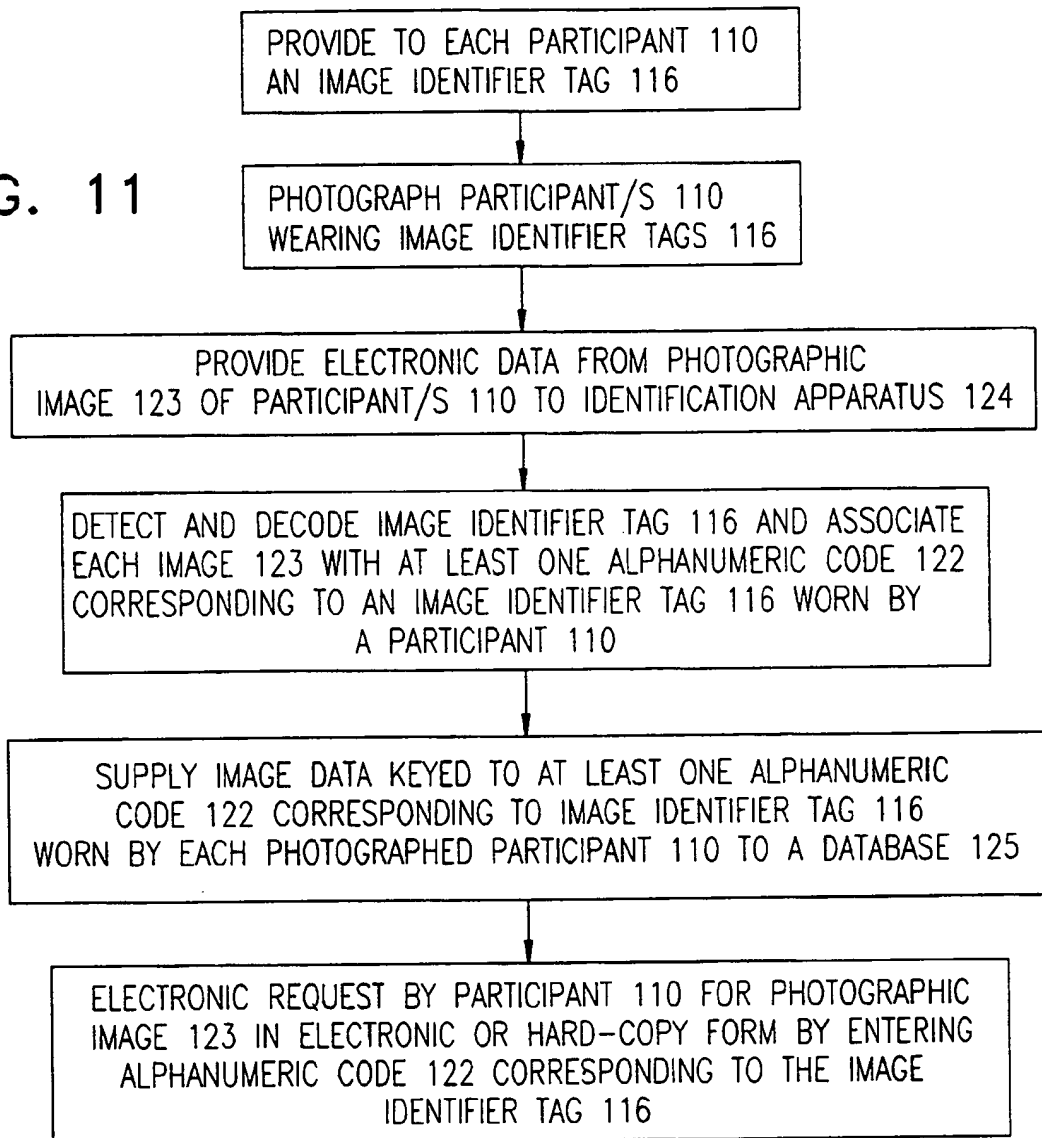 PROVIDE TO EACH PARTICIPANT 110
AN IMAGE IDENTIFIER TAG 116
G. 11
PHOTOGRAPH PARTICIPANT/S 110
WEARING IMAGE IDENTIFIER TAGS 116
PROVIDE ELECTRONIC DATA FROM PHOTOGRAPHIC
IMAGE 123 OF PARTICIPANT/S 110 TO IDENTIFICATION APPARATUS 124
DETECT AND DECODE IMAGE IDENTIFIER TAG 116 AND ASSOCIATE
EACH IMAGE 123 WITH AT LEAST ONE ALPHANUMERIC CODE 122
CORRESPONDING TO AN IMAGE IDENTIFIER TAG 116 WORN BY
A PARTICIPANT 110
SUPPLY IMAGE DATA KEYED TO AT LEAST ONE ALPHANUMERIC
CODE 122 CORRESPONDING TO IMAGE IDENTIFIER TAG 116
WORN BY EACH PHOTOGRAPHED PARTICIPANT 110 TO A DATABASE 125
ELECTRONIC REQUEST BY PARTICIPANT 110 FOR PHOTOGRAPHIC
IMAGE 123 IN ELECTRONIC OR HARD-COPY FORM BY ENTERING
ALPHANUMERIC CODE 122 CORRESPONDING TO THE IMAGE
IDENTIFIER TAG 116